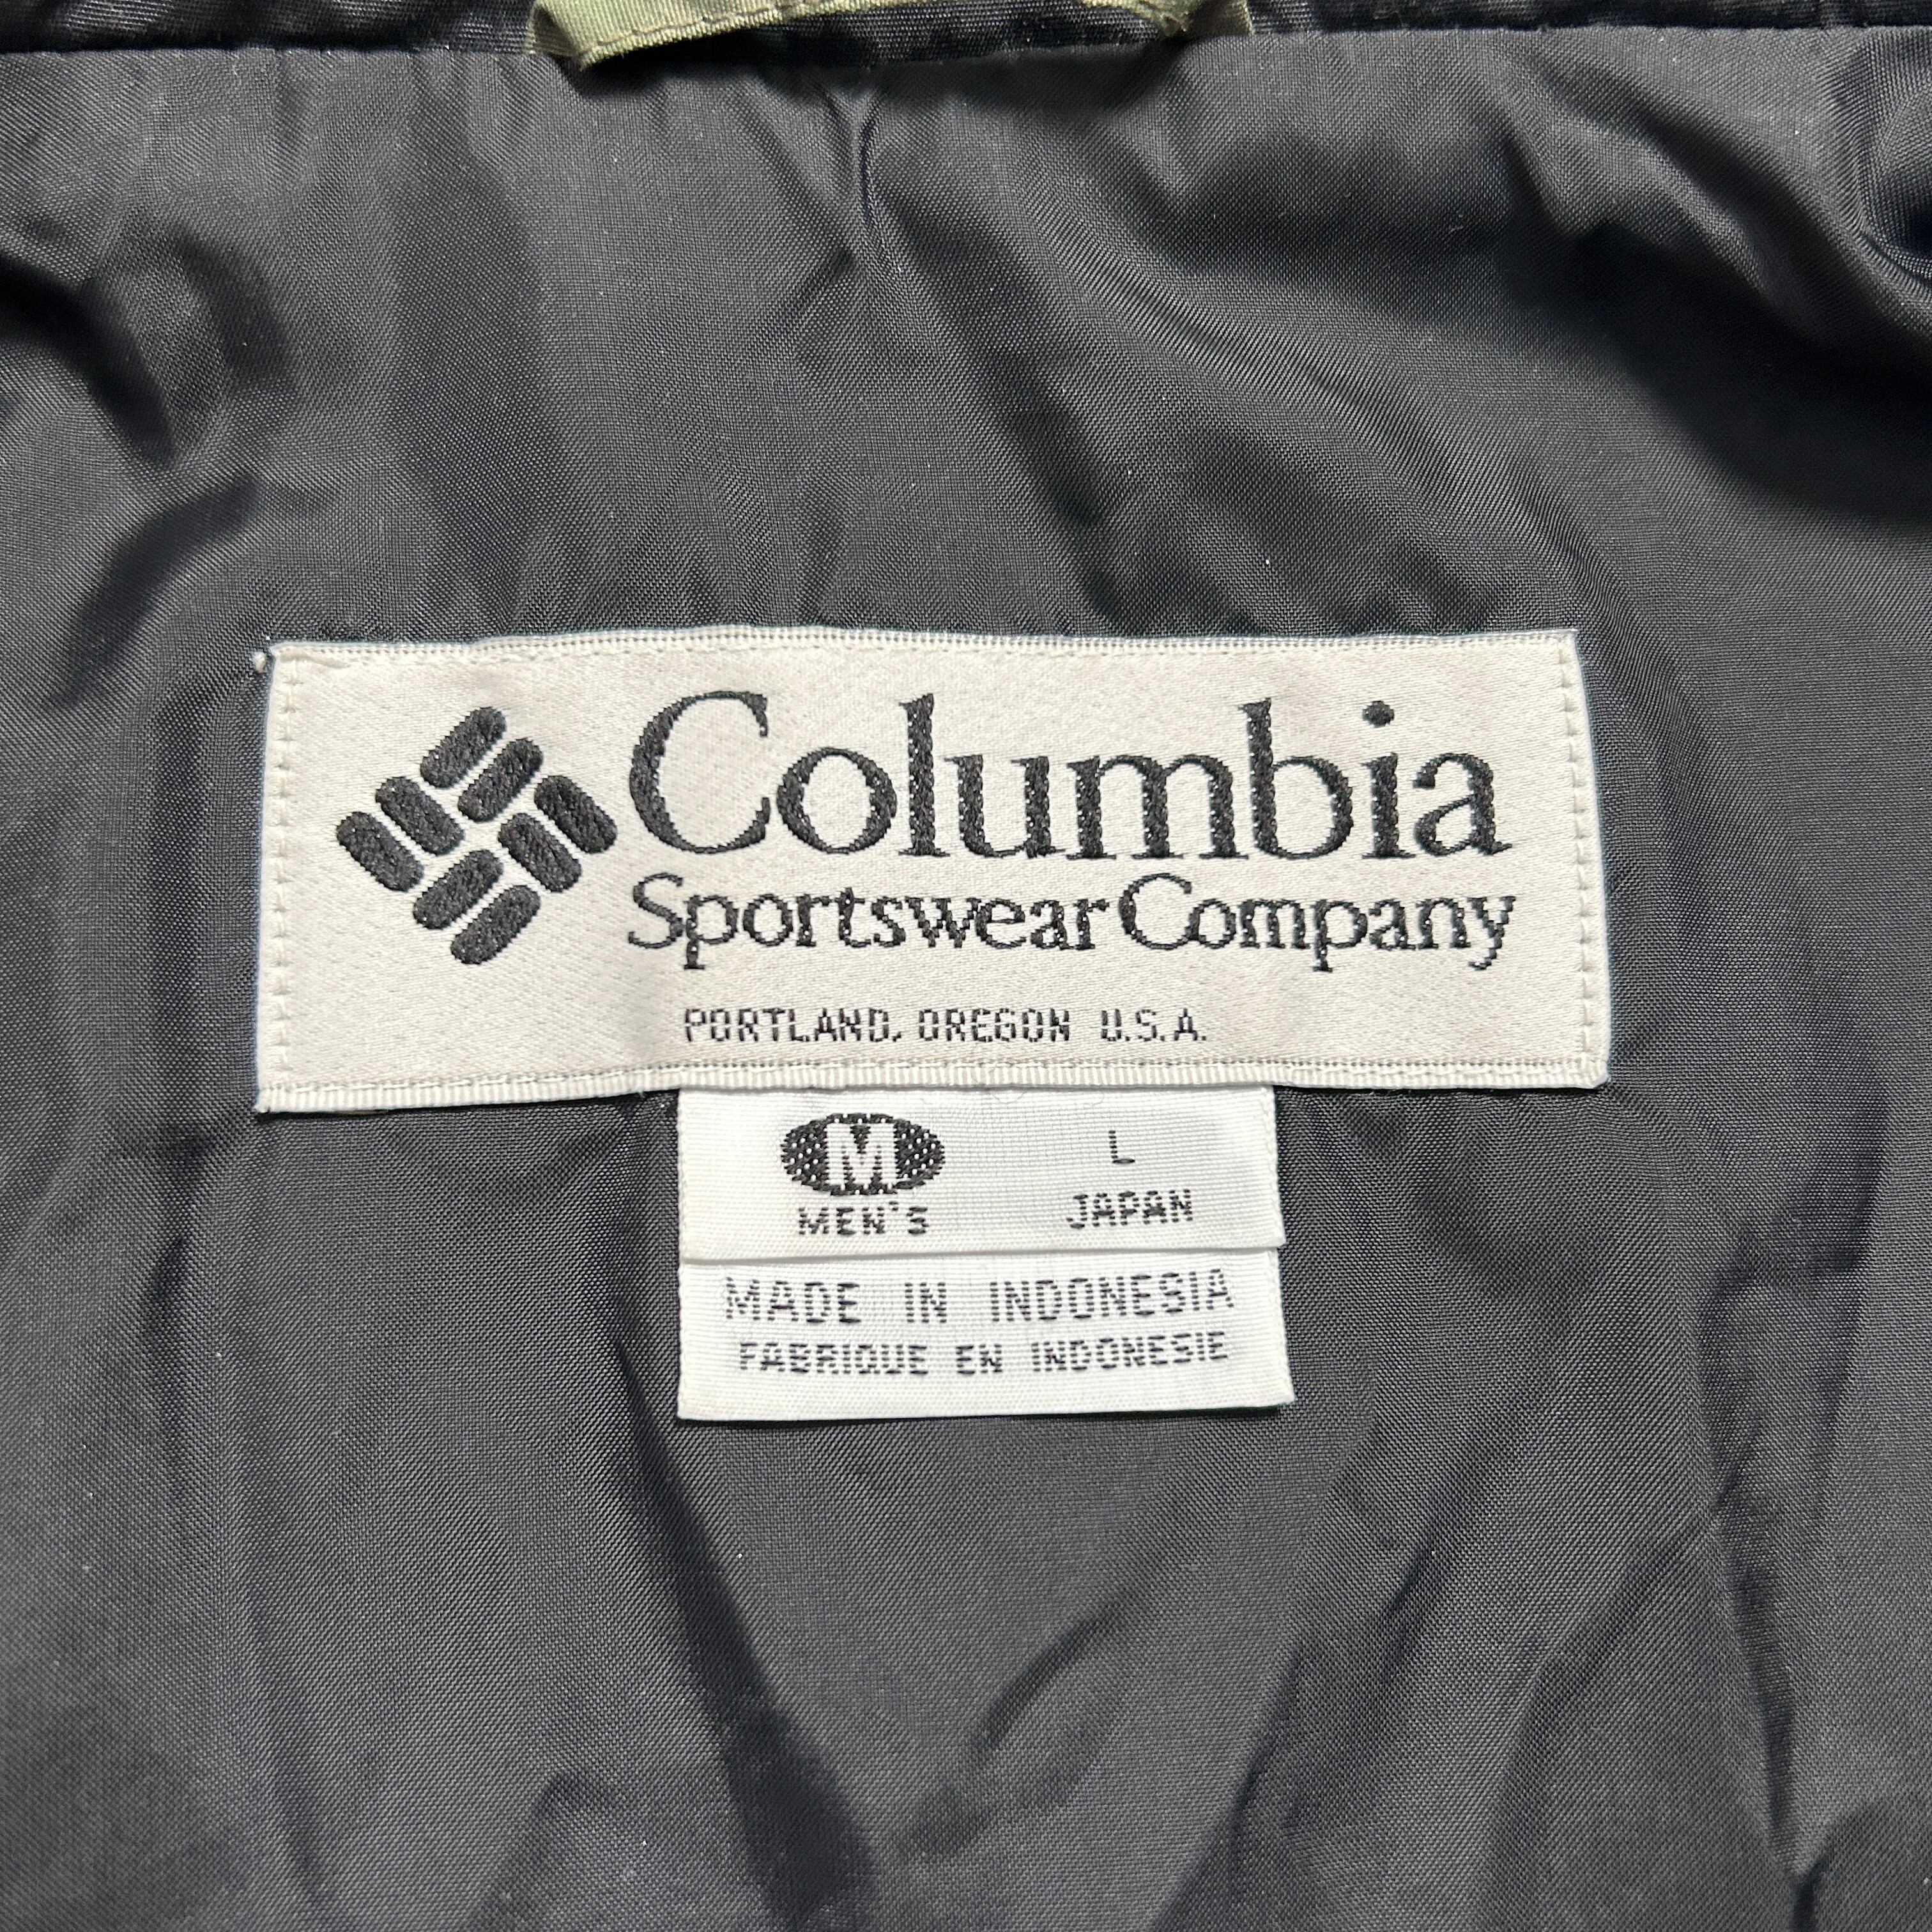 Columbia
Sportswear Company
PORTLAND, OREGON U.S.A.
M L
MEN'S JAPAN
MADE IN INDONESIA
FABRIQUE EN INDONESIE